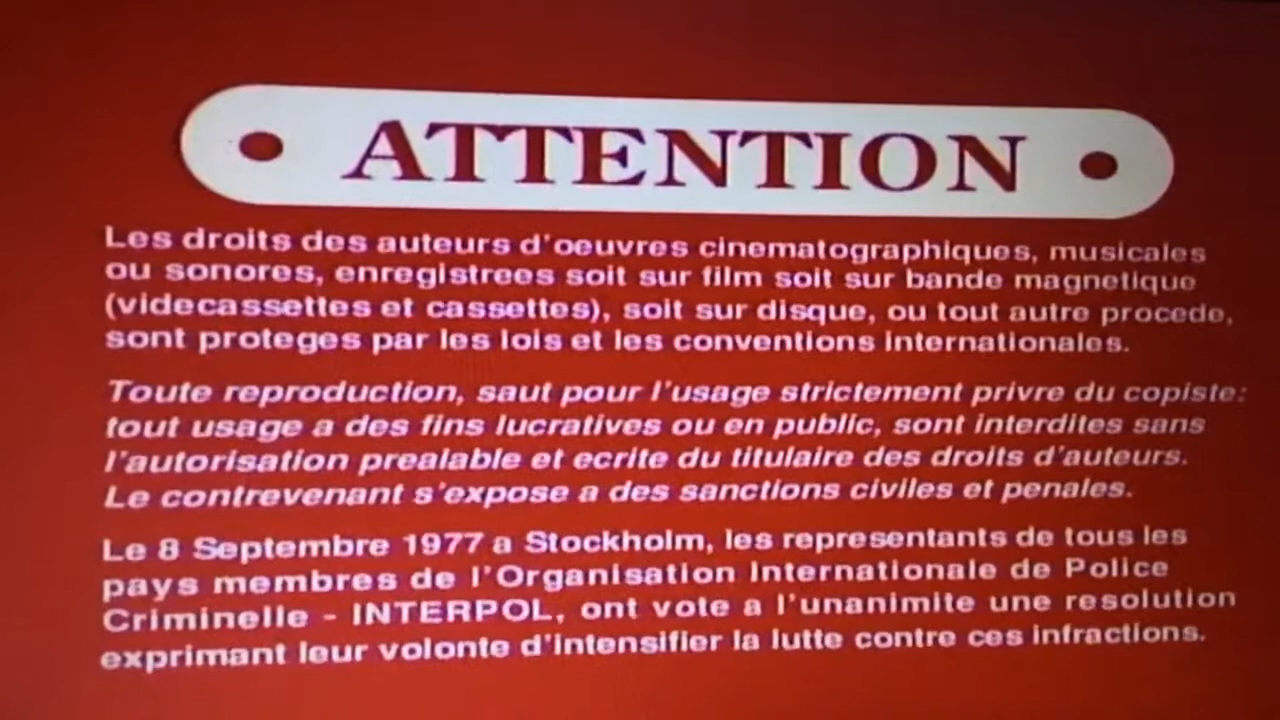 • ATTENTION •
Les droits des auteurs d'oeuvres cinematographiques, musicales
ou sonores, enregistrees soit sur film soit sur bande magnetique
(videcassettes et cassettes), soit sur disque, ou tout autre procede,
sont proteges par les lois et les conventions internationales.
Toute reproduction, saut pour l'usage strictement privre du copiste:
tout usage a des fins lucratives ou en public, sont interdites sans
l'autorisation prealable et ecrite du titulaire des droits d'auteurs.
Le contrevenant s'expose a des sanctions civiles et penales.
Le 8 Septembre 1977 a Stockholm, les representants de tous les
pays membres de l'Organisation Internationale de Police
Criminelle - INTERPOL, ont vote a l'unanimite une resolution
exprimant leur volonte d'intensifier la lutte contre ces infractions.